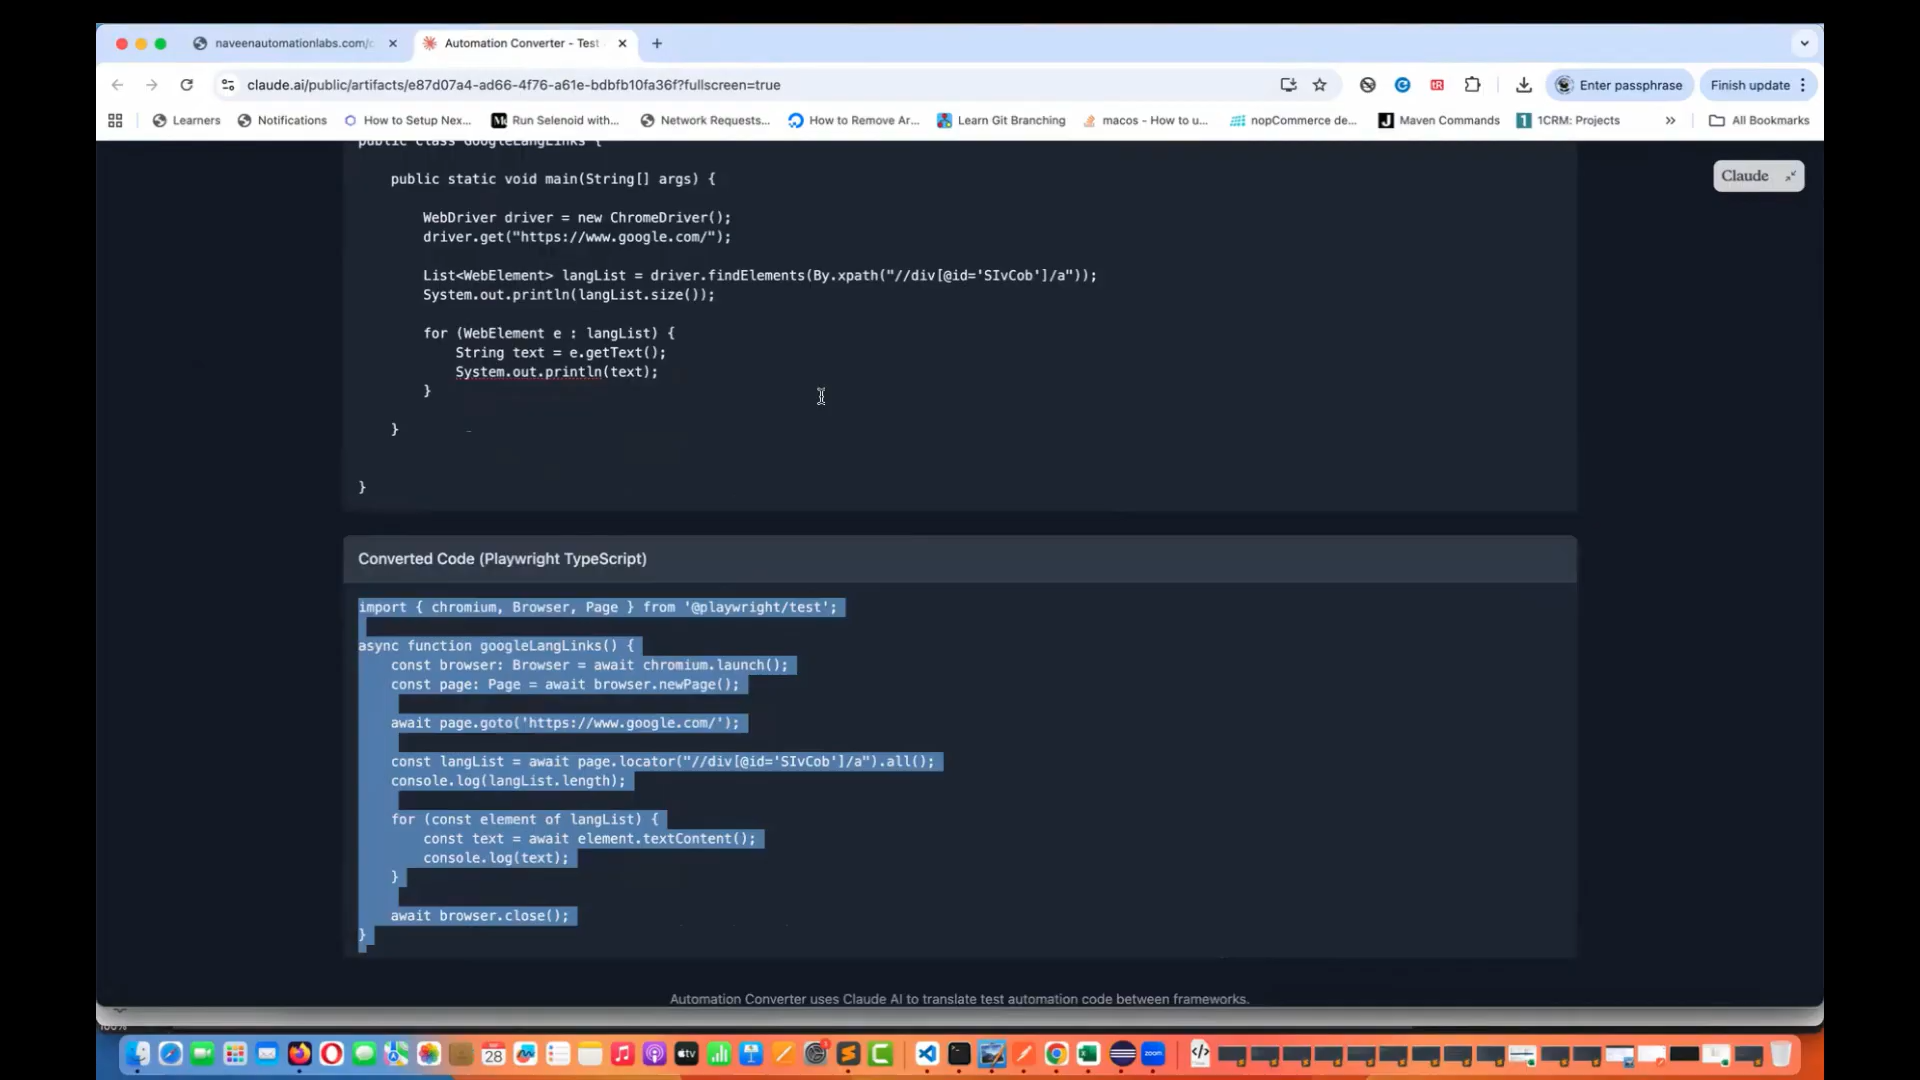 naveenautomationlabs.com/
Automation Converter - Test
claude.ai/public/artifacts/e87d07a4-ad66-4f76-a61e-bdbfb10fa36f?fullscreen=true
Enter passphrase
Finish update
Learners
Notifications
How to Setup Nex...
Run Selenoid with...
Network Requests...
How to Remove Ar...
Learn Git Branching
macos - How to u...
nopCommerce de...
Maven Commands
1CRM: Projects
All Bookmarks
Claude
public class GoogleLangLinks {
public static void main(String[] args) {
WebDriver driver = new ChromeDriver();
driver.get("https://www.google.com/");
List<WebElement> langList = driver.findElements(By.xpath("//div[@id='SIvCob']/a"));
System.out.println(langList.size());
for (WebElement e : langList) {
String text = e.getText();
System.out.println(text);
}
}
}
Converted Code (Playwright TypeScript)
import { chromium, Browser, Page } from '@playwright/test';
async function googleLangLinks() {
const browser: Browser = await chromium.launch();
const page: Page = await browser.newPage();
await page.goto('https://www.google.com/');
const langList = await page.locator("//div[@id='SIvCob']/a").all();
console.log(langList.length);
for (const element of langList) {
const text = await element.textContent();
console.log(text);
}
await browser.close();
}
Automation Converter uses Claude AI to translate test automation code between frameworks.
100%
28
tv
zoom